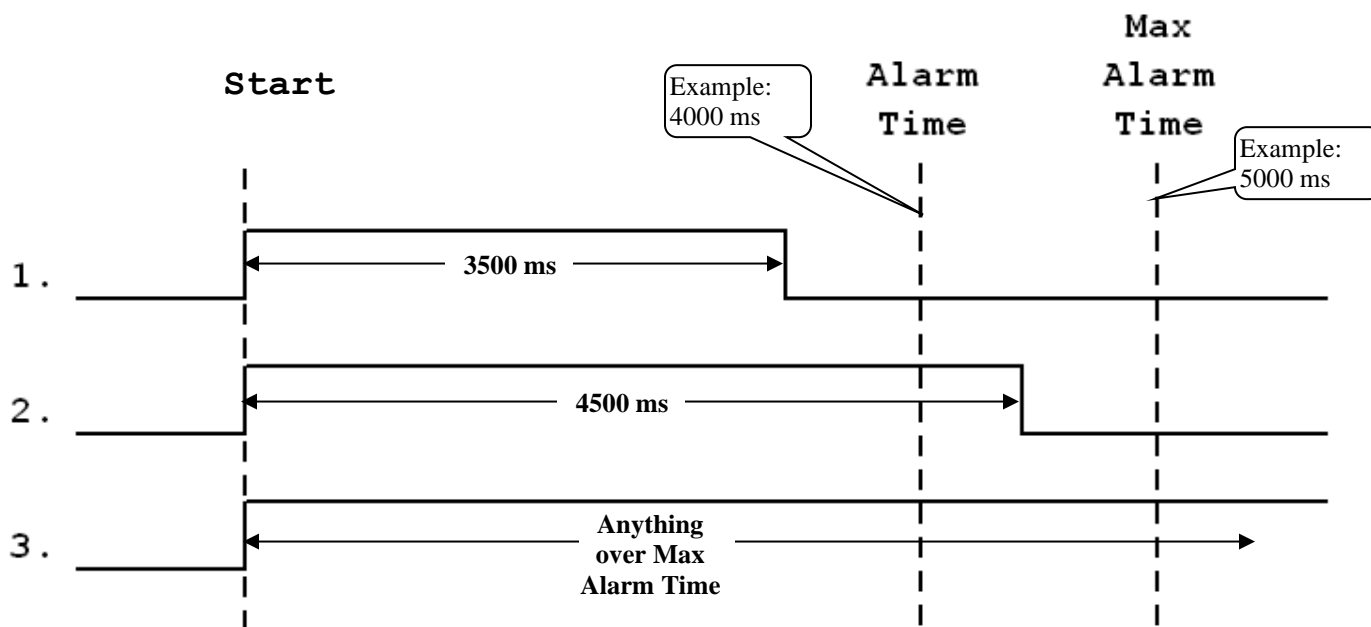 Start
Example:
4000 ms
Alarm
Time
Max
Alarm
Time
Example:
5000 ms
1.
3500 ms
2.
4500 ms
3.
Anything
over Max
Alarm Time